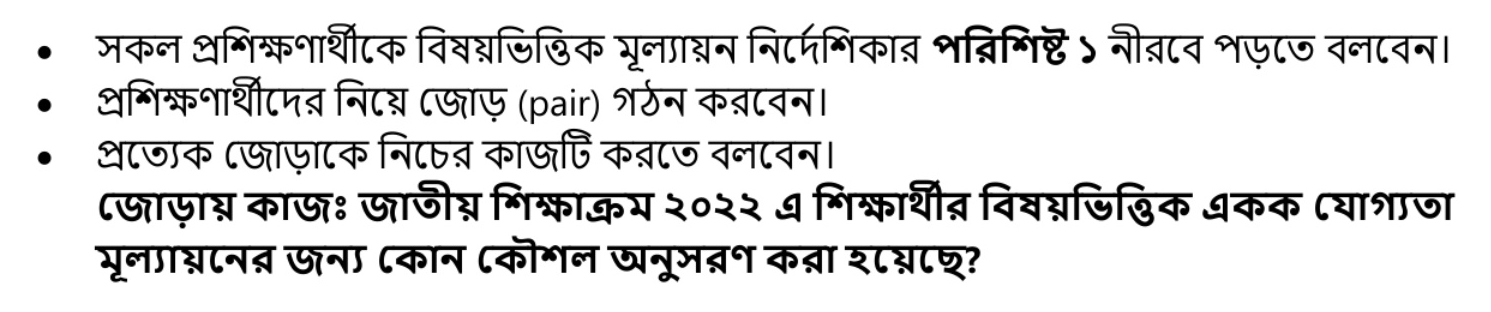 • সকল প্রশিক্ষণার্থীকে বিষয়ভিত্তিক মূল্যায়ন নির্দেশিকার পরিশিষ্ট ১ নীরবে পড়তে বলবেন।
• প্রশিক্ষণার্থীদের নিয়ে জোড় (pair) গঠন করবেন।
• প্রত্যেক জোড়াকে নিচের কাজটি করতে বলবেন।
জোড়ায় কাজঃ জাতীয় শিক্ষাক্রম ২০২২ এ শিক্ষার্থীর বিষয়ভিত্তিক একক যোগ্যতা
মূল্যায়নের জন্য কোন কৌশল অনুসরণ করা হয়েছে?